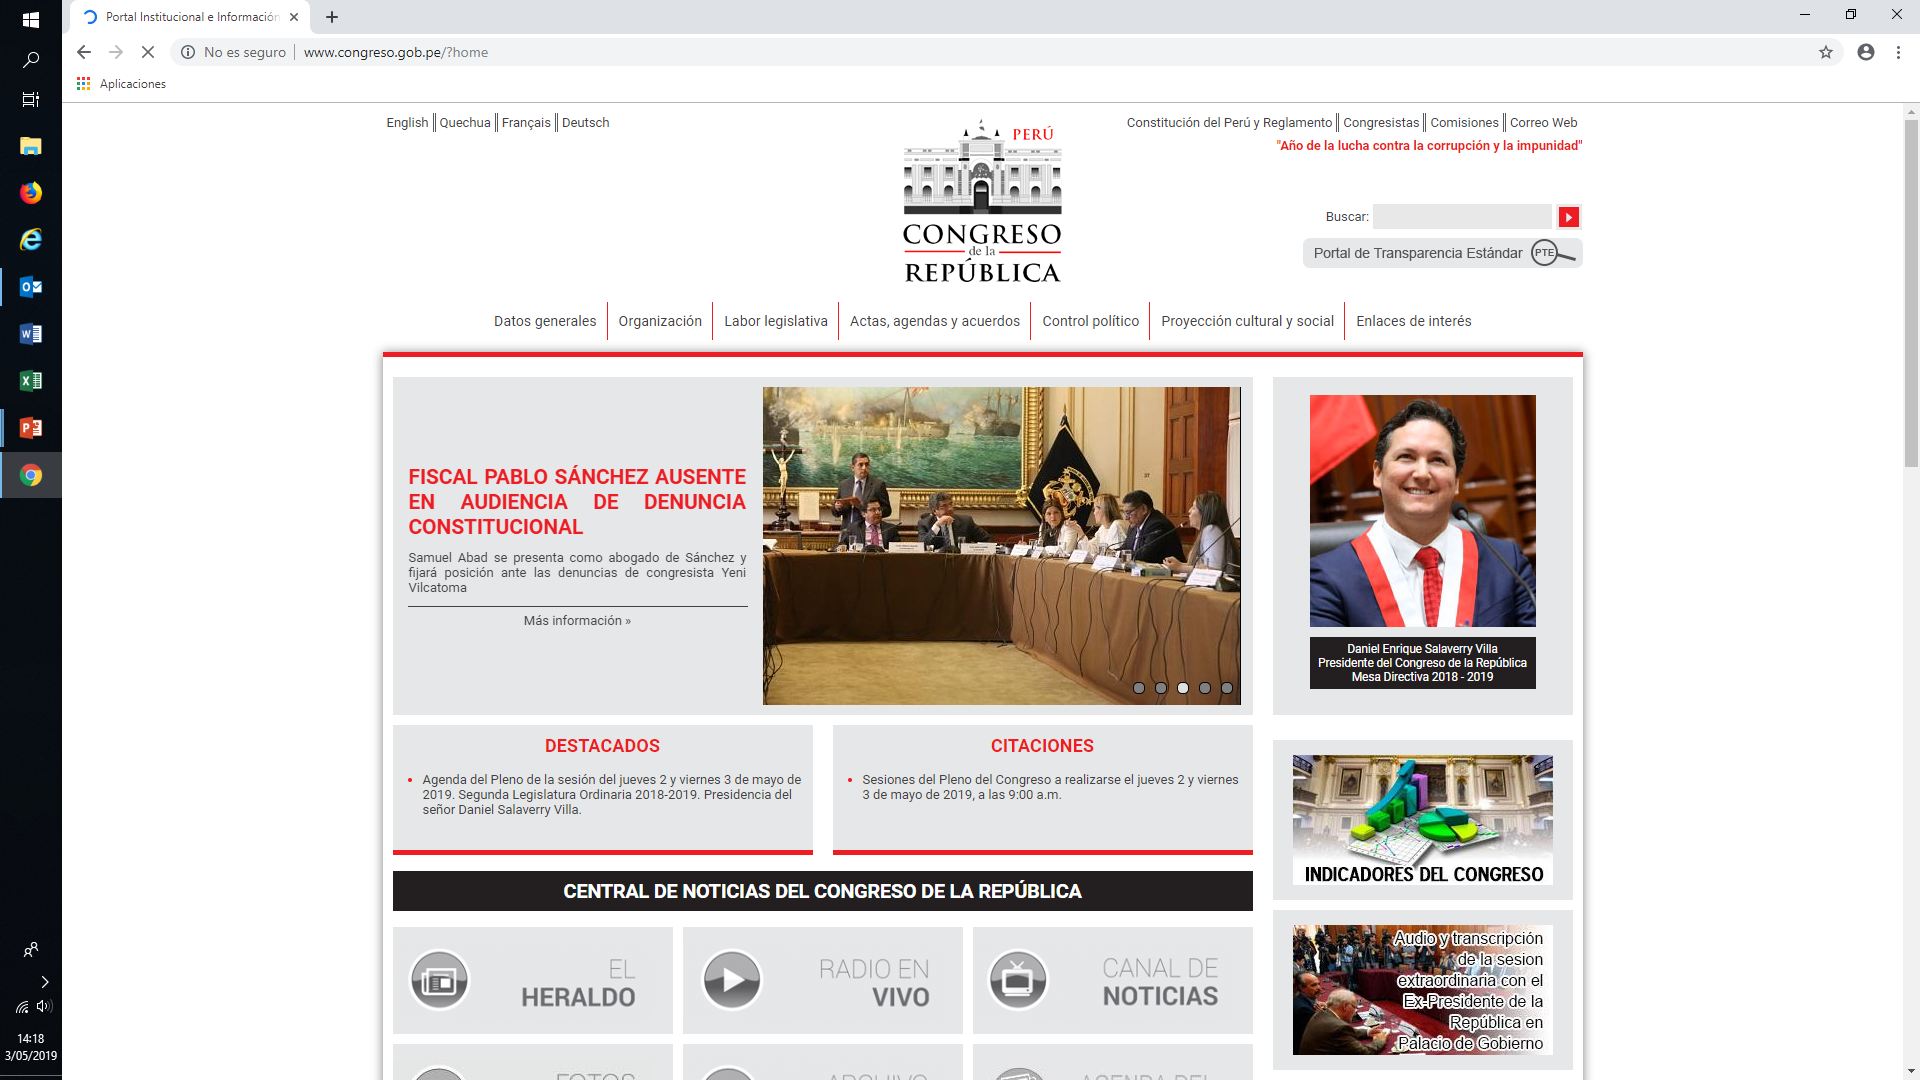 Portal Institucional e Información
No es seguro
www.congreso.gob.pe/?home
Aplicaciones
English
Quechua
Français
Deutsch
PERÚ
CONGRESO
de la
REPÚBLICA
Constitución del Perú y Reglamento
Congresistas
Comisiones
Correo Web
"Año de la lucha contra la corrupción y la impunidad"
Buscar:
Portal de Transparencia Estándar
PTE
Datos generales
Organización
Labor legislativa
Actas, agendas y acuerdos
Control político
Proyección cultural y social
Enlaces de interés
FISCAL PABLO SÁNCHEZ AUSENTE
EN AUDIENCIA DE DENUNCIA
CONSTITUCIONAL
Samuel Abad se presenta como abogado de Sánchez y
fijará posición ante las denuncias de congresista Yeni
Vilcatoma
Más información »
Daniel Enrique Salaverry Villa
Presidente del Congreso de la República
Mesa Directiva 2018 - 2019
DESTACADOS
Agenda del Pleno de la sesión del jueves 2 y viernes 3 de mayo de
2019. Segunda Legislatura Ordinaria 2018-2019. Presidencia del
señor Daniel Salaverry Villa.
CITACIONES
Sesiones del Pleno del Congreso a realizarse el jueves 2 y viernes
3 de mayo de 2019, a las 9:00 a.m.
INDICADORES DEL CONGRESO
CENTRAL DE NOTICIAS DEL CONGRESO DE LA REPÚBLICA
EL
HERALDO
RADIO EN
VIVO
CANAL DE
NOTICIAS
Audio y transcripción
de la sesion
extraordinaria con el
Ex-Presidente de la
República en
Palacio de Gobierno
FOTOS
ARCHIVO
AGENDA DEL
14:18
3/05/2019